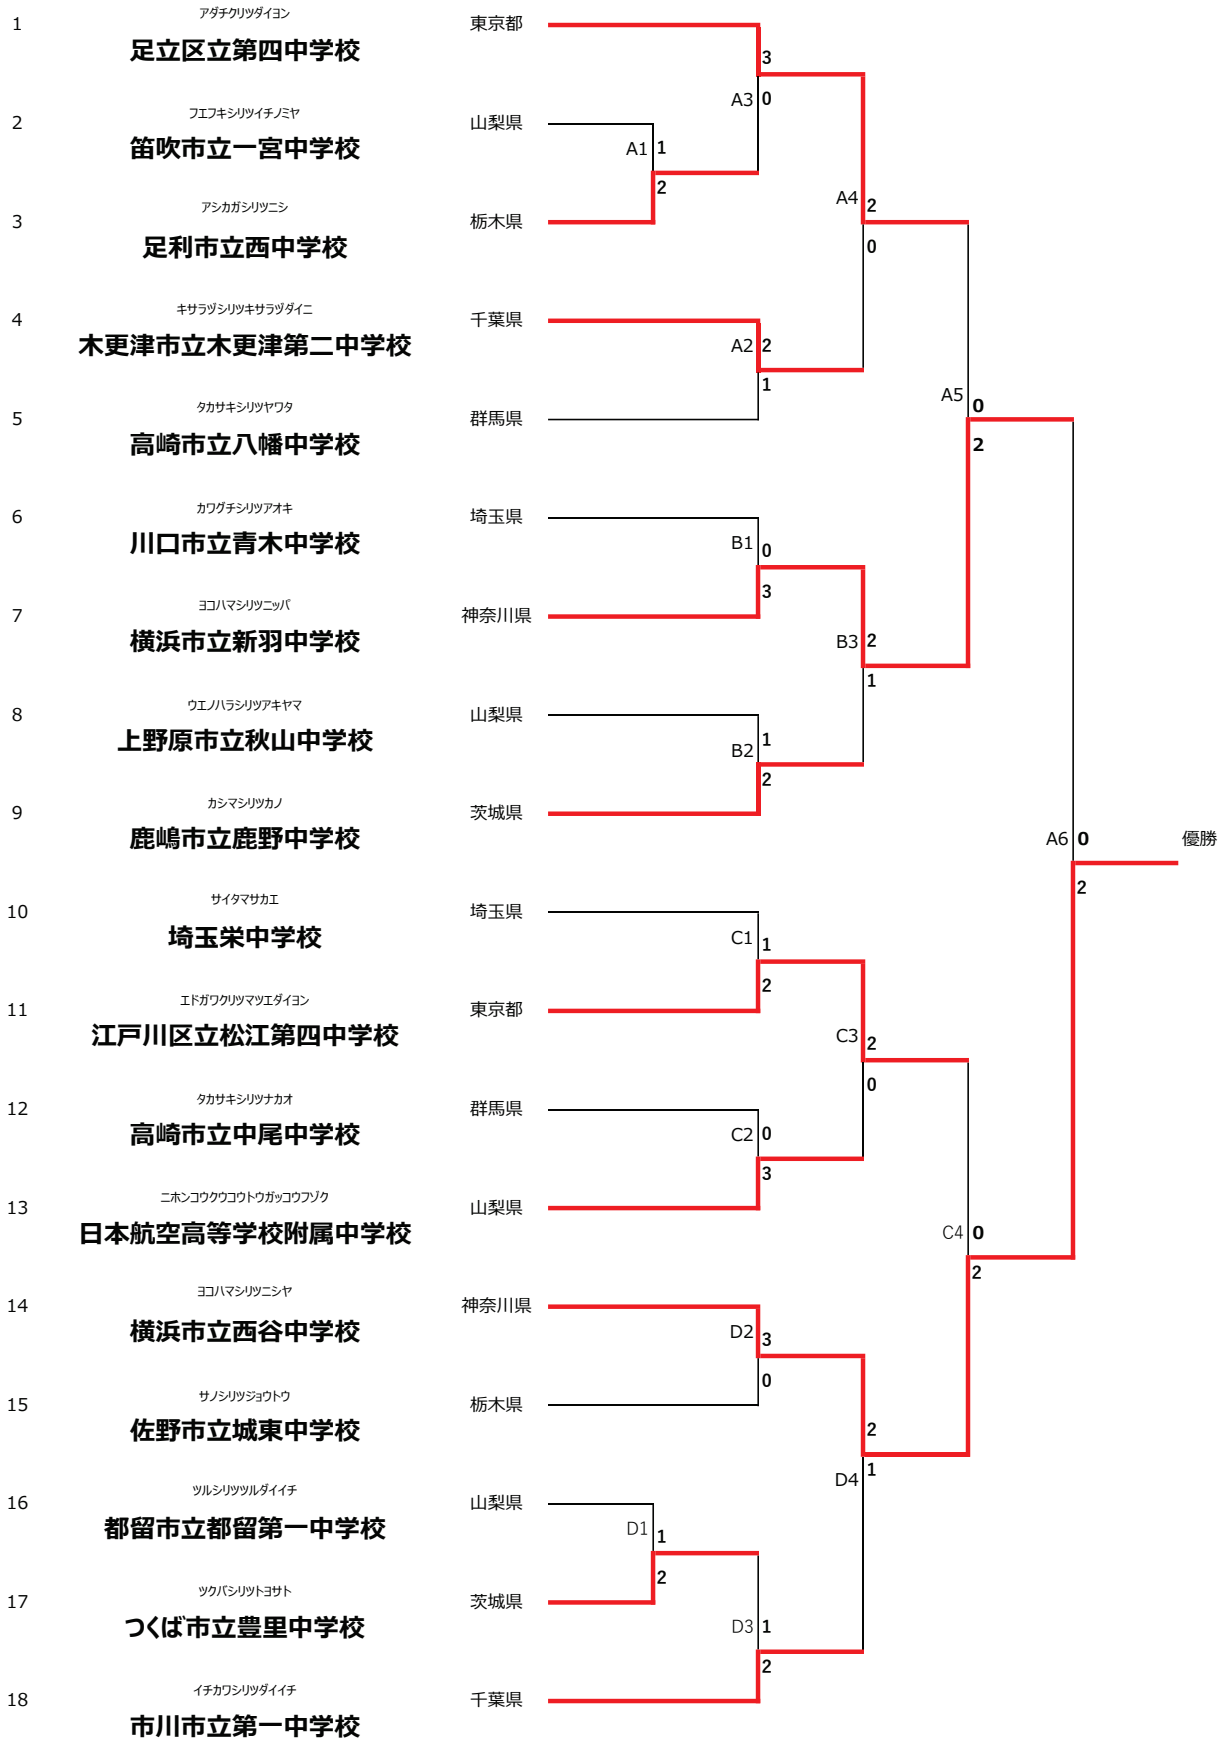 アダチクリツダイヨン
1 足立区立第四中学校 東京都
3
A3 0
フエフキシリツイチノミヤ
2 笛吹市立一宮中学校 山梨県
A1 1
2
アシカガシリツニシ
3 足利市立西中学校 栃木県
A4 2
0
キサラヅシリツキサラヅダイニ
4 木更津市立木更津第二中学校 千葉県
A2 2
1
A5 0
2
タカサキシリツヤワタ
5 高崎市立八幡中学校 群馬県
カワグチシリツアオキ
6 川口市立青木中学校 埼玉県
B1 0
3
ヨコハマシリツニッパ
7 横浜市立新羽中学校 神奈川県
B3 2
1
ウエノハラシリツアキヤマ
8 上野原市立秋山中学校 山梨県
B2 1
2
カシマシリツカノ
9 鹿嶋市立鹿野中学校 茨城県
A6 0 優勝
2
サイタマサカエ
10 埼玉栄中学校 埼玉県
C1 1
2
エドガワクリツマツエダイヨン
11 江戸川区立松江第四中学校 東京都
C3 2
0
タカサキシリツナカオ
12 高崎市立中尾中学校 群馬県
C2 0
3
ニホンコウクウコウトウガッコウフゾク
13 日本航空高等学校附属中学校 山梨県
C4 0
2
ヨコハマシリツニシヤ
14 横浜市立西谷中学校 神奈川県
D2 3
0
サノシリツジョウトウ
15 佐野市立城東中学校 栃木県
2
D4 1
ツルシリツツルダイイチ
16 都留市立都留第一中学校 山梨県
D1 1
2
ツクバシリツトヨサト
17 つくば市立豊里中学校 茨城県
D3 1
2
イチカワシリツダイイチ
18 市川市立第一中学校 千葉県